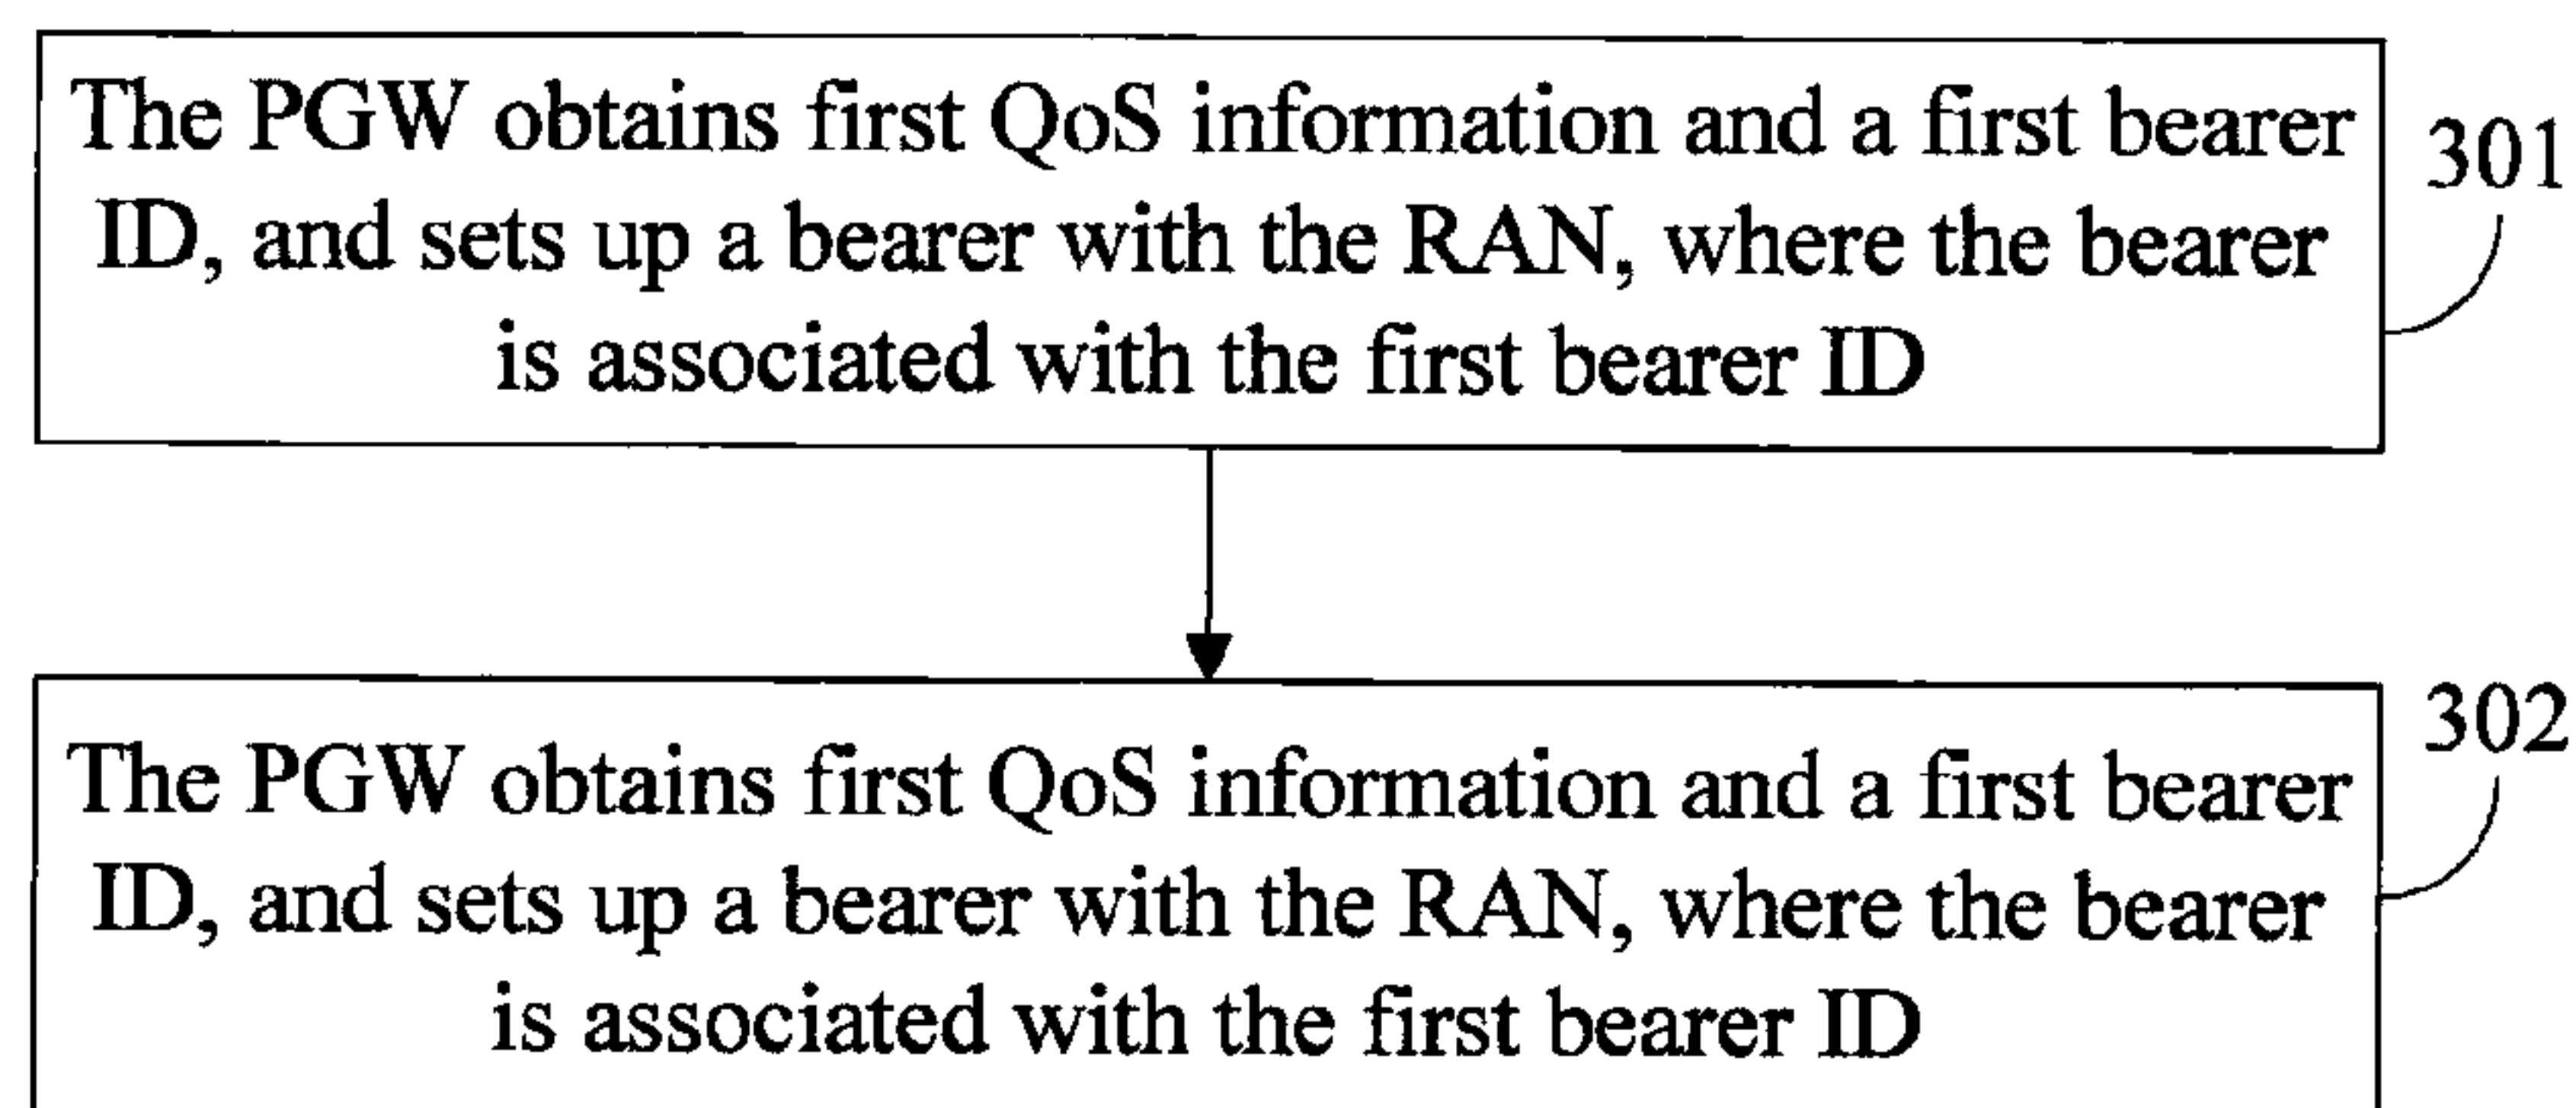 The PGW obtains first QoS information and a first bearer
ID, and sets up a bearer with the RAN, where the bearer
is associated with the first bearer ID
301
The PGW obtains first QoS information and a first bearer
ID, and sets up a bearer with the RAN, where the bearer
is associated with the first bearer ID
302